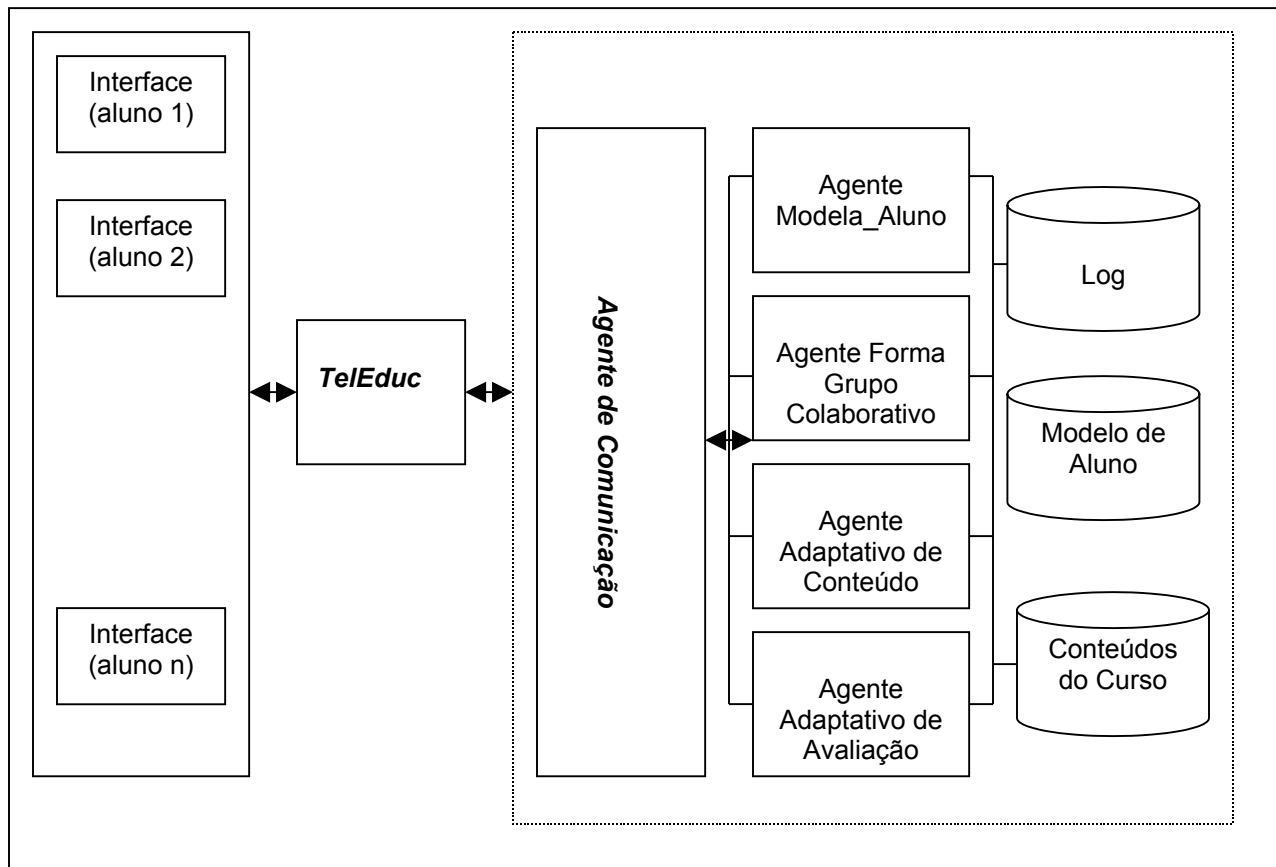 Interface
(aluno 1)
Interface
(aluno 2)
Interface
(aluno n)
TelEduc
Agente de Comunicação
Agente
Modela_Aluno
Agente Forma
Grupo
Colaborativo
Agente
Adaptativo de
Conteúdo
Agente
Adaptativo de
Avaliação
Log
Modelo de
Aluno
Conteúdos
do Curso